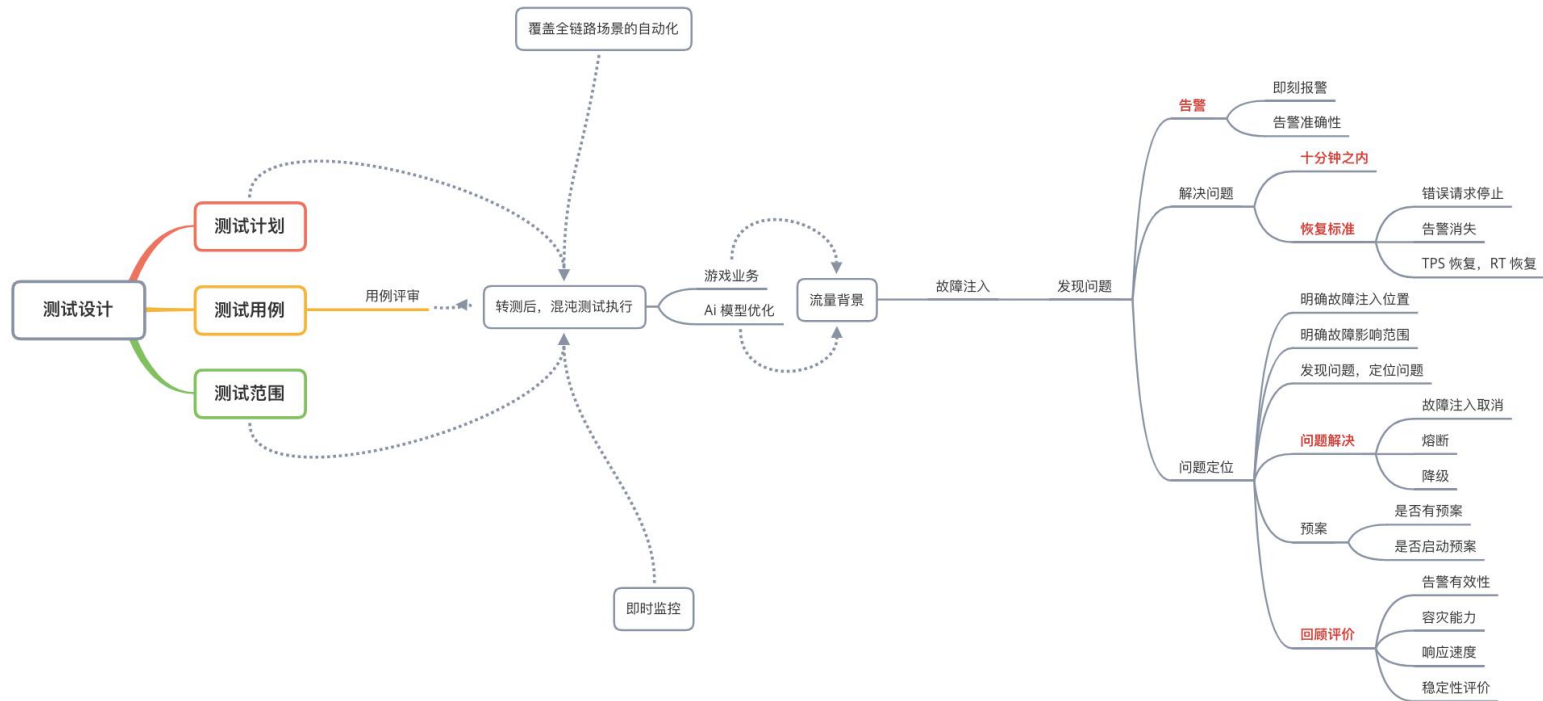 覆盖全链路场景的自动化
测试设计
测试计划
测试用例
用例评审
测试范围
转测后，混沌测试执行
即时监控
游戏业务
Ai 模型优化
流量背景
故障注入
发现问题
告警
即刻报警
告警准确性
解决问题
十分钟之内
恢复标准
错误请求停止
告警消失
TPS 恢复，RT 恢复
问题定位
明确故障注入位置
明确故障影响范围
发现问题，定位问题
问题解决
故障注入取消
熔断
降级
预案
是否有预案
是否启动预案
回顾评价
告警有效性
容灾能力
响应速度
稳定性评价